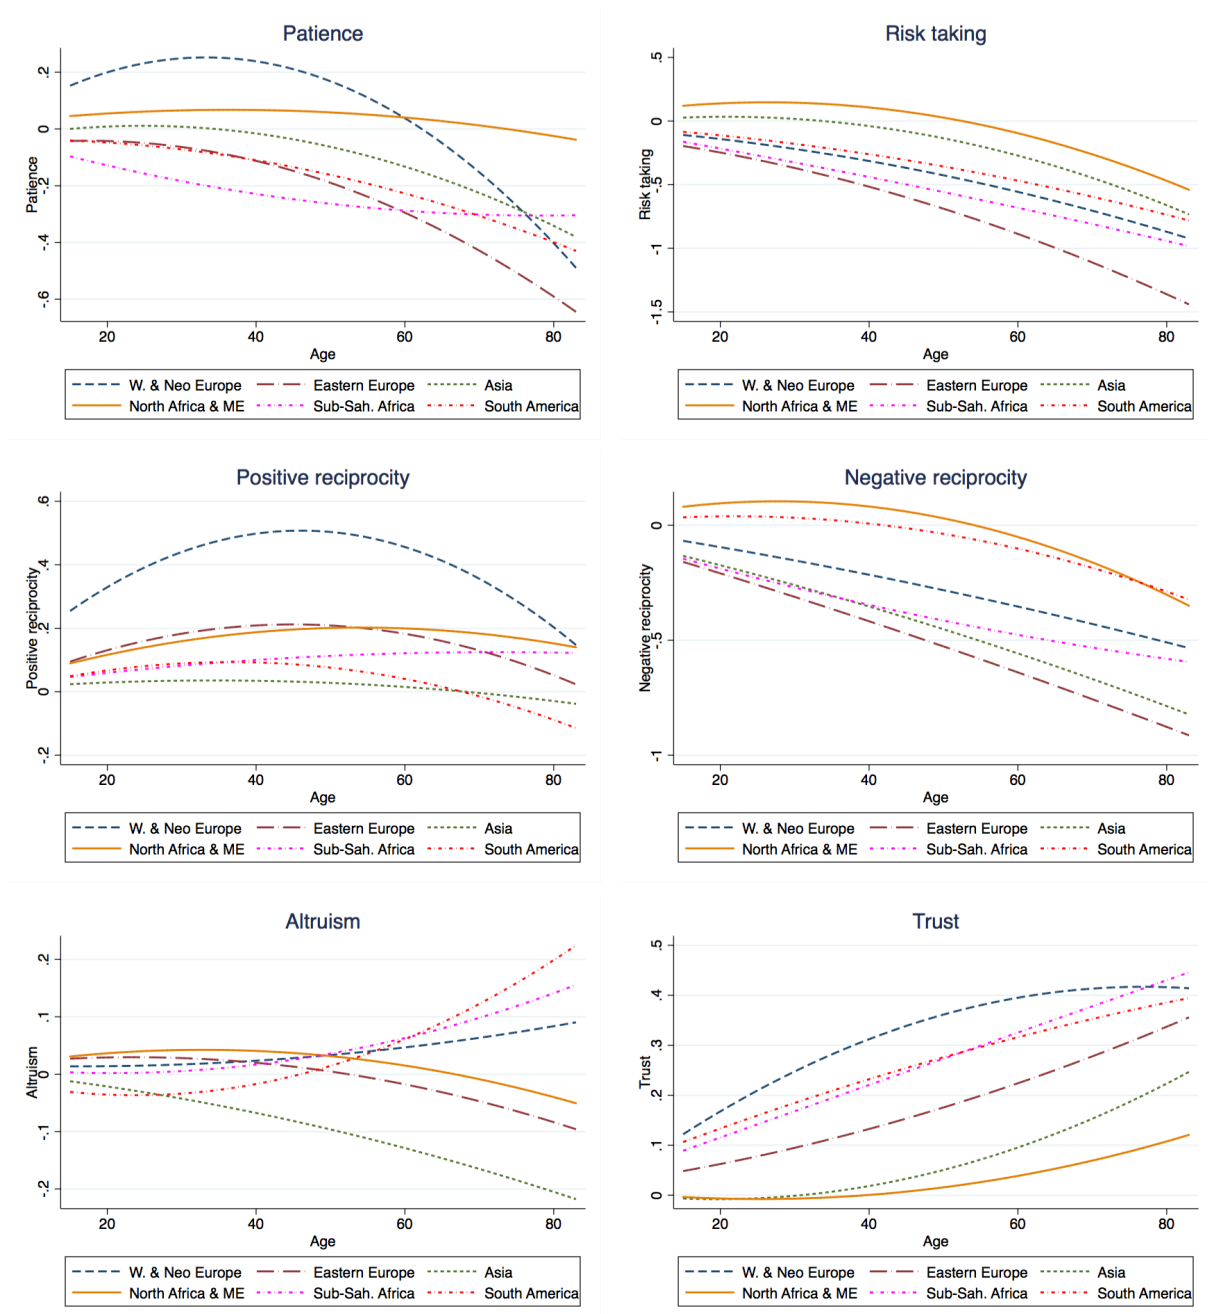 Patience
Patience
.2
0
-.2
-.4
-.6
20 40 60 80
Age
W. & Neo Europe Eastern Europe Asia
North Africa & ME Sub-Sah. Africa South America
Risk taking
Risk taking
.5
0
-.5
-1
-1.5
20 40 60 80
Age
W. & Neo Europe Eastern Europe Asia
North Africa & ME Sub-Sah. Africa South America
Positive reciprocity
Positive reciprocity
.6
.4
.2
0
-.2
20 40 60 80
Age
W. & Neo Europe Eastern Europe Asia
North Africa & ME Sub-Sah. Africa South America
Negative reciprocity
Negative reciprocity
0
-.5
-1
20 40 60 80
Age
W. & Neo Europe Eastern Europe Asia
North Africa & ME Sub-Sah. Africa South America
Altruism
Altruism
.2
.1
0
-.1
-.2
20 40 60 80
Age
W. & Neo Europe Eastern Europe Asia
North Africa & ME Sub-Sah. Africa South America
Trust
Trust
.5
.4
.3
.2
.1
0
20 40 60 80
Age
W. & Neo Europe Eastern Europe Asia
North Africa & ME Sub-Sah. Africa South America